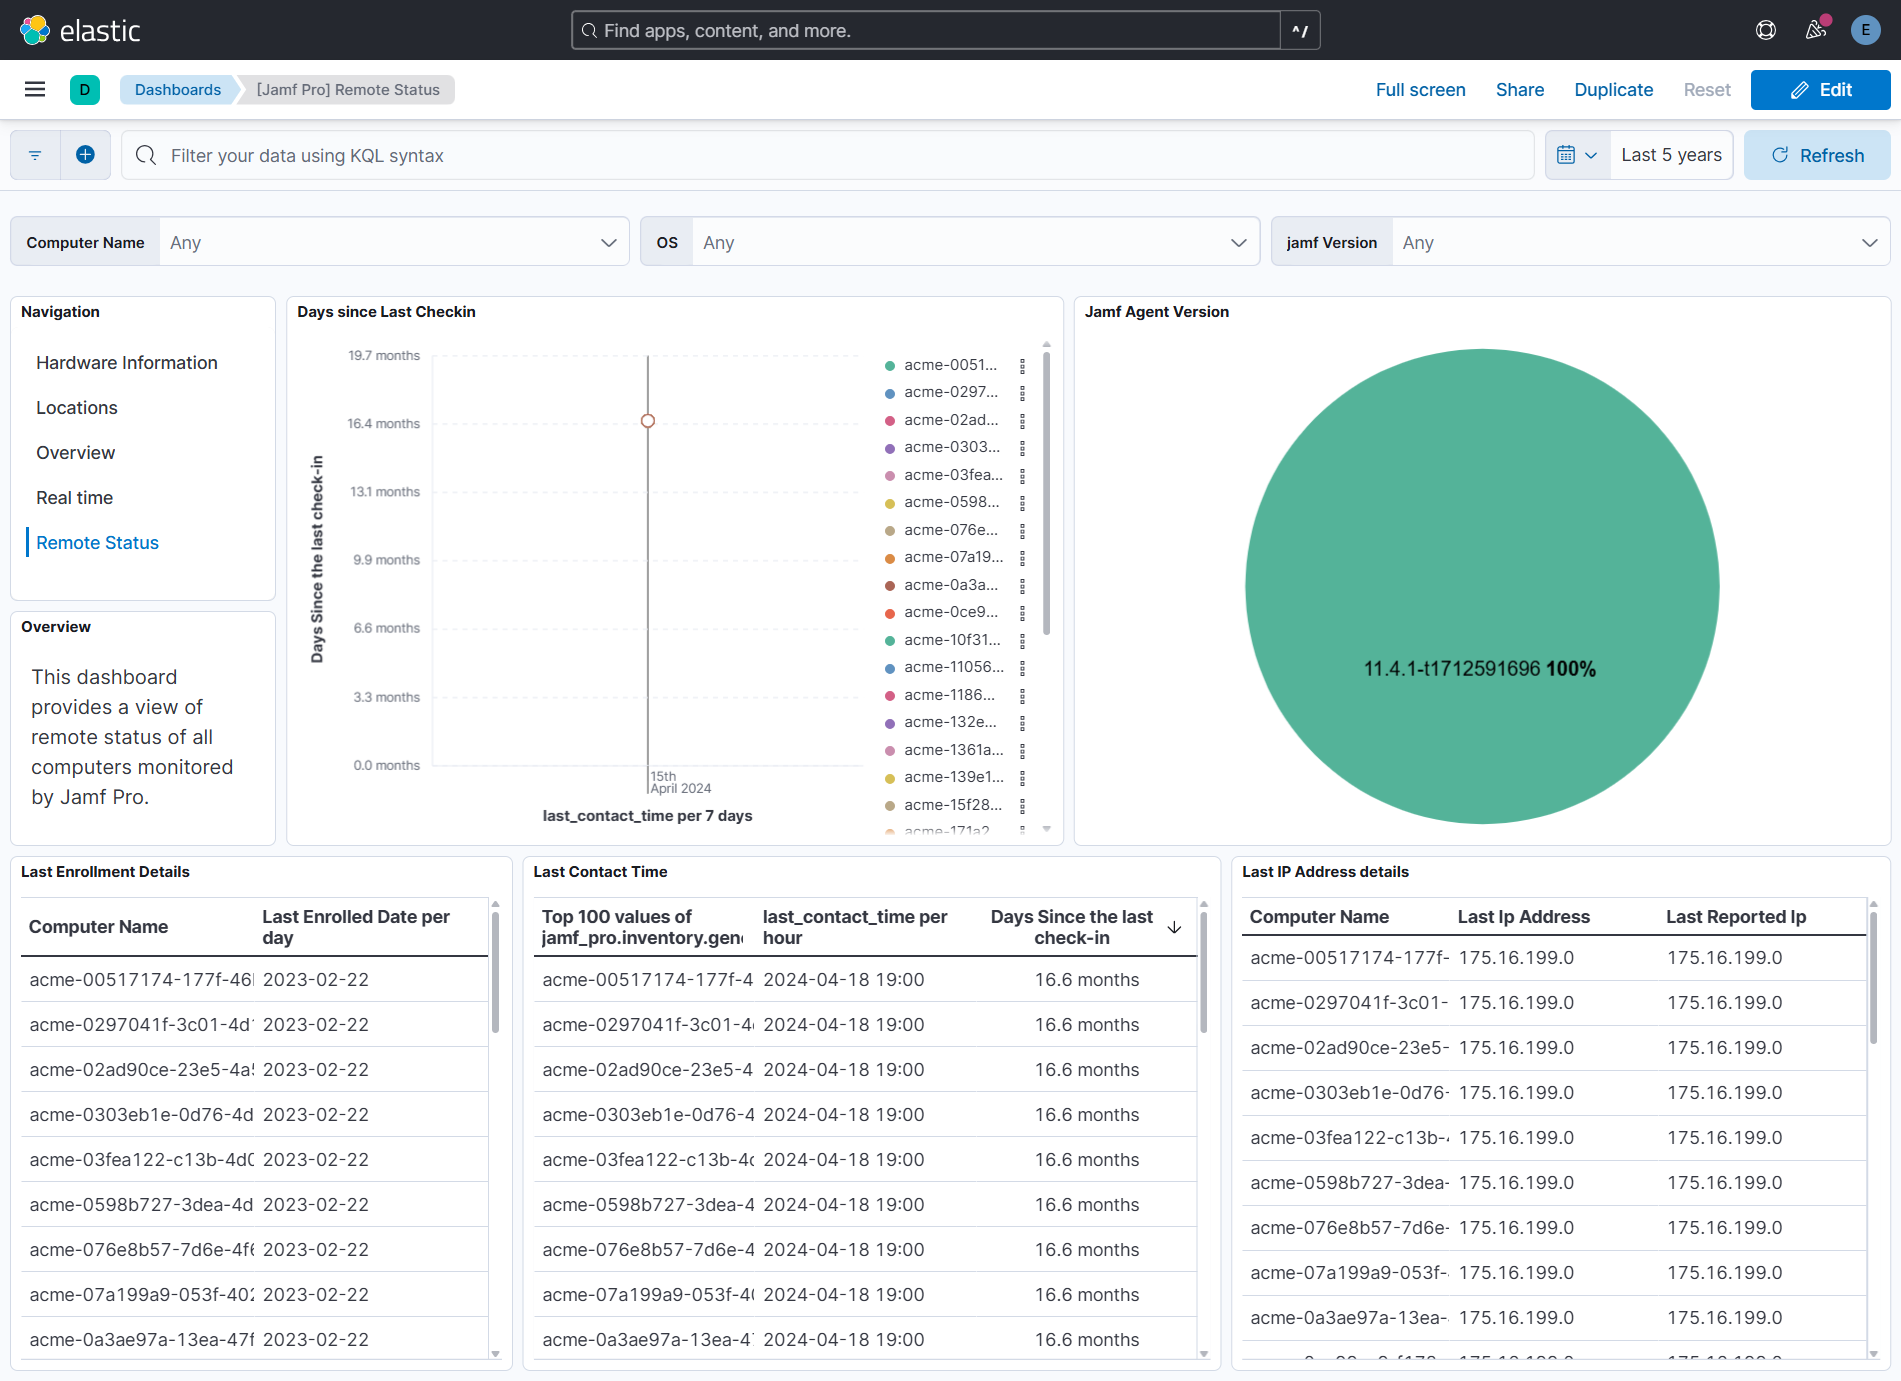 elastic
Find apps, content, and more.
^/
E
D
Dashboards
[Jamf Pro] Remote Status
Full screen
Share
Duplicate
Reset
Edit
Filter your data using KQL syntax
Last 5 years
Refresh
Computer Name
Any
OS
Any
jamf Version
Any
Navigation
Hardware Information
Locations
Overview
Real time
Remote Status
Overview
This dashboard
provides a view of
remote status of all
computers monitored
by Jamf Pro.
Days since Last Checkin
Days Since the last check-in
19.7 months
16.4 months
13.1 months
9.9 months
6.6 months
3.3 months
0.0 months
15th
April 2024
last_contact_time per 7 days
acme-0051...
acme-0297...
acme-02ad...
acme-0303...
acme-03fea...
acme-0598...
acme-076e...
acme-07a19...
acme-0a3a...
acme-0ce9...
acme-10f31...
acme-11056...
acme-1186...
acme-132e...
acme-1361a...
acme-139e1...
acme-15f28...
acme-171a2
Jamf Agent Version
11.4.1-t1712591696 100%
Last Enrollment Details
Computer Name
Last Enrolled Date per
day
acme-00517174-177f-46 2023-02-22
acme-0297041f-3c01-4d 2023-02-22
acme-02ad90ce-23e5-4a 2023-02-22
acme-0303eb1e-0d76-4d 2023-02-22
acme-03fea122-c13b-4d0 2023-02-22
acme-0598b727-3dea-4d 2023-02-22
acme-076e8b57-7d6e-4f 2023-02-22
acme-07a199a9-053f-402 2023-02-22
acme-0a3ae97a-13ea-47f 2023-02-22
Last Contact Time
Top 100 values of
jamf_pro.inventory.gen
last_contact_time per
hour
Days Since the last
check-in
acme-00517174-177f-4 2024-04-18 19:00 16.6 months
acme-0297041f-3c01-4 2024-04-18 19:00 16.6 months
acme-02ad90ce-23e5-4 2024-04-18 19:00 16.6 months
acme-0303eb1e-0d76-4 2024-04-18 19:00 16.6 months
acme-03fea122-c13b-4 2024-04-18 19:00 16.6 months
acme-0598b727-3dea-4 2024-04-18 19:00 16.6 months
acme-076e8b57-7d6e-4 2024-04-18 19:00 16.6 months
acme-07a199a9-053f-4 2024-04-18 19:00 16.6 months
acme-0a3ae97a-13ea-4 2024-04-18 19:00 16.6 months
Last IP Address details
Computer Name Last Ip Address Last Reported Ip
acme-00517174-177f- 175.16.199.0 175.16.199.0
acme-0297041f-3c01- 175.16.199.0 175.16.199.0
acme-02ad90ce-23e5- 175.16.199.0 175.16.199.0
acme-0303eb1e-0d76- 175.16.199.0 175.16.199.0
acme-03fea122-c13b- 175.16.199.0 175.16.199.0
acme-0598b727-3dea- 175.16.199.0 175.16.199.0
acme-076e8b57-7d6e- 175.16.199.0 175.16.199.0
acme-07a199a9-053f- 175.16.199.0 175.16.199.0
acme-0a3ae97a-13ea- 175.16.199.0 175.16.199.0